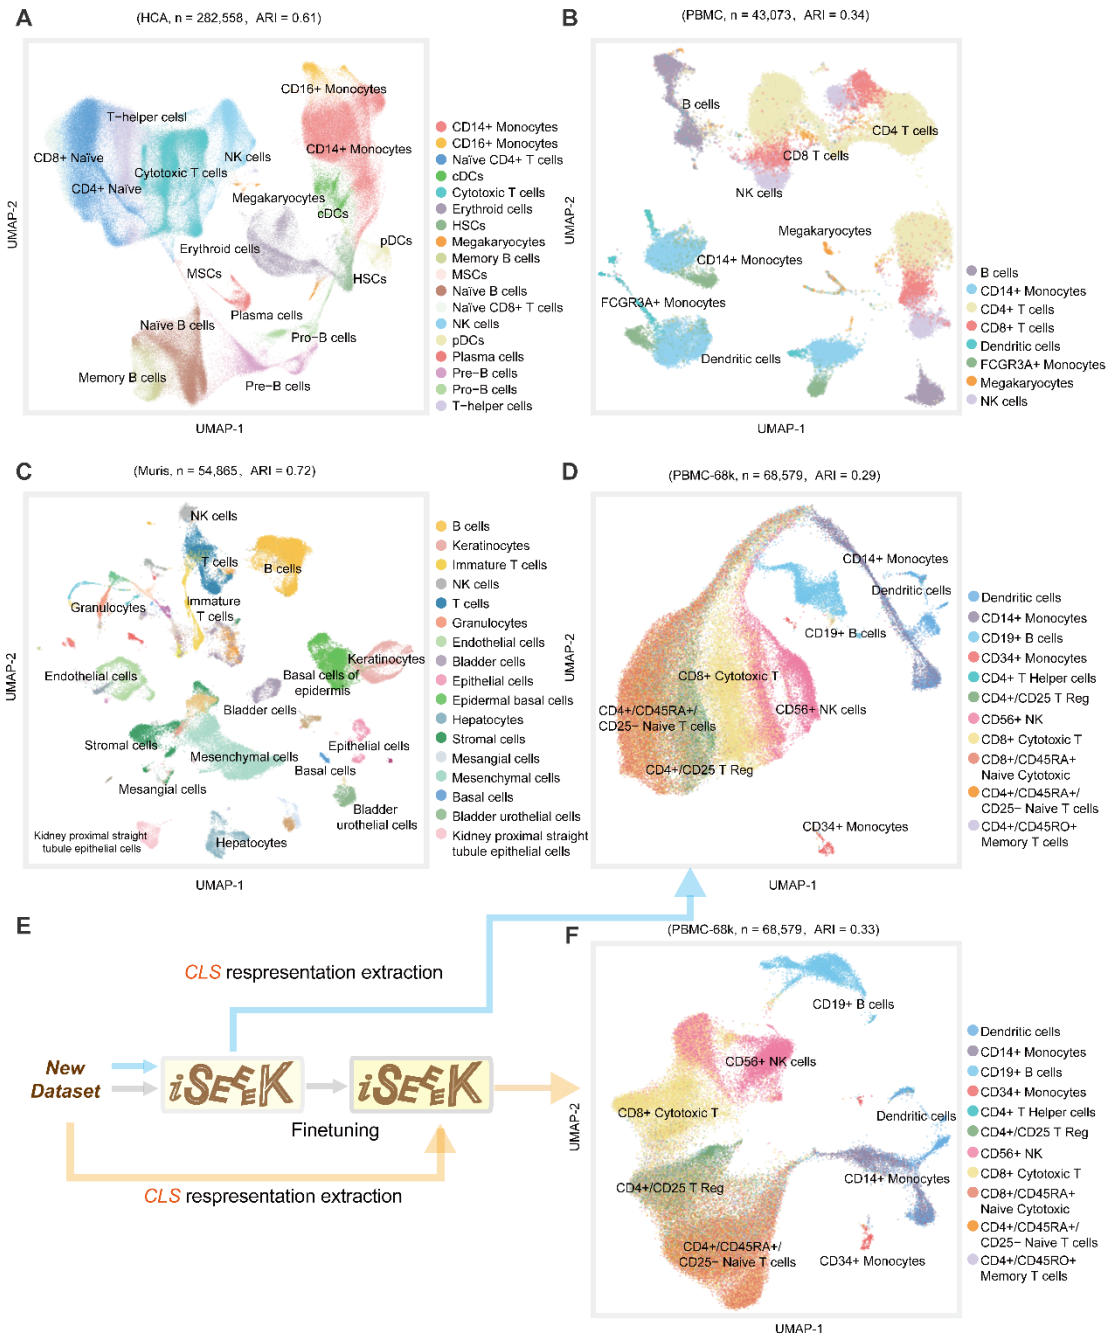 A
(HCA, n = 282,558, ARI = 0.61)
CD16+ Monocytes
T-helper celsl
CD14+ Monocytes
CD8+ Naïve
NK cells
Cytotoxic T cells
CD4+ Naïve
Megakaryocytes
cDCs
Erythroid cells
pDCs
MSCs
HSCs
Plasma cells
Naïve B cells
Pro-B cells
Memory B cells
Pre-B cells
UMAP-2
UMAP-1
CD14+ Monocytes
CD16+ Monocytes
Naïve CD4+ T cells
cDCs
Cytotoxic T cells
Erythroid cells
HSCs
Megakaryocytes
Memory B cells
MSCs
Naïve B cells
Naïve CD8+ T cells
NK cells
pDCs
Plasma cells
Pre-B cells
Pro-B cells
T-helper cells
B
(PBMC, n = 43,073, ARI = 0.34)
B cells
CD4 T cells
CD8 T cells
NK cells
Megakaryocytes
CD14+ Monocytes
FCGR3A+ Monocytes
Dendritic cells
UMAP-2
UMAP-1
B cells
CD14+ Monocytes
CD4+ T cells
CD8+ T cells
Dendritic cells
FCGR3A+ Monocytes
Megakaryocytes
NK cells
C
(Muris, n = 54,865, ARI = 0.72)
NK cells
T cells
B cells
Granulocytes
Immature
T cells
Keratinocytes
Endothelial cells
Basal cells of
epidermis
Bladder cells
Stromal cells
Mesenchymal cells
Epithelial cells
Basal cells
Mesangial cells
Bladder
urothelial cells
Kidney proximal straight
tubule epithelial cells
Hepatocytes
UMAP-2
UMAP-1
B cells
Keratinocytes
Immature T cells
NK cells
T cells
Granulocytes
Endothelial cells
Bladder cells
Epithelial cells
Epidermal basal cells
Hepatocytes
Stromal cells
Mesangial cells
Mesenchymal cells
Basal cells
Bladder urothelial cells
Kidney proximal straight
tubule epithelial cells
D
(PBMC-68k, n = 68,579, ARI = 0.29)
CD14+ Monocytes
Dendritic cells
CD19+ B cells
CD8+ Cytotoxic T
CD4+/CD45RA+/
CD25- Naive T cells
CD56+ NK cells
CD4+/CD25 T Reg
CD34+ Monocytes
UMAP-2
UMAP-1
Dendritic cells
CD14+ Monocytes
CD19+ B cells
CD34+ Monocytes
CD4+ T Helper cells
CD4+/CD25 T Reg
CD56+ NK
CD8+ Cytotoxic T
CD8+/CD45RA+
Naive Cytotoxic
CD4+/CD45RA+/
CD25- Naive T cells
CD4+/CD45RO+
Memory T cells
E
CLS respresentation extraction
New
Dataset
iSEEEK
iSEEEK
Finetuning
CLS respresentation extraction
F
(PBMC-68k, n = 68,579, ARI = 0.33)
CD19+ B cells
CD56+ NK cells
CD8+ Cytotoxic T
Dendritic cells
CD14+ Monocytes
CD4+/CD25 T Reg
CD4+/CD45RA+/
CD25- Naive T cells
CD34+ Monocytes
UMAP-2
UMAP-1
Dendritic cells
CD14+ Monocytes
CD19+ B cells
CD34+ Monocytes
CD4+ T Helper cells
CD4+/CD25 T Reg
CD56+ NK
CD8+ Cytotoxic T
CD8+/CD45RA+
Naive Cytotoxic
CD4+/CD45RA+/
CD25- Naive T cells
CD4+/CD45RO+
Memory T cells